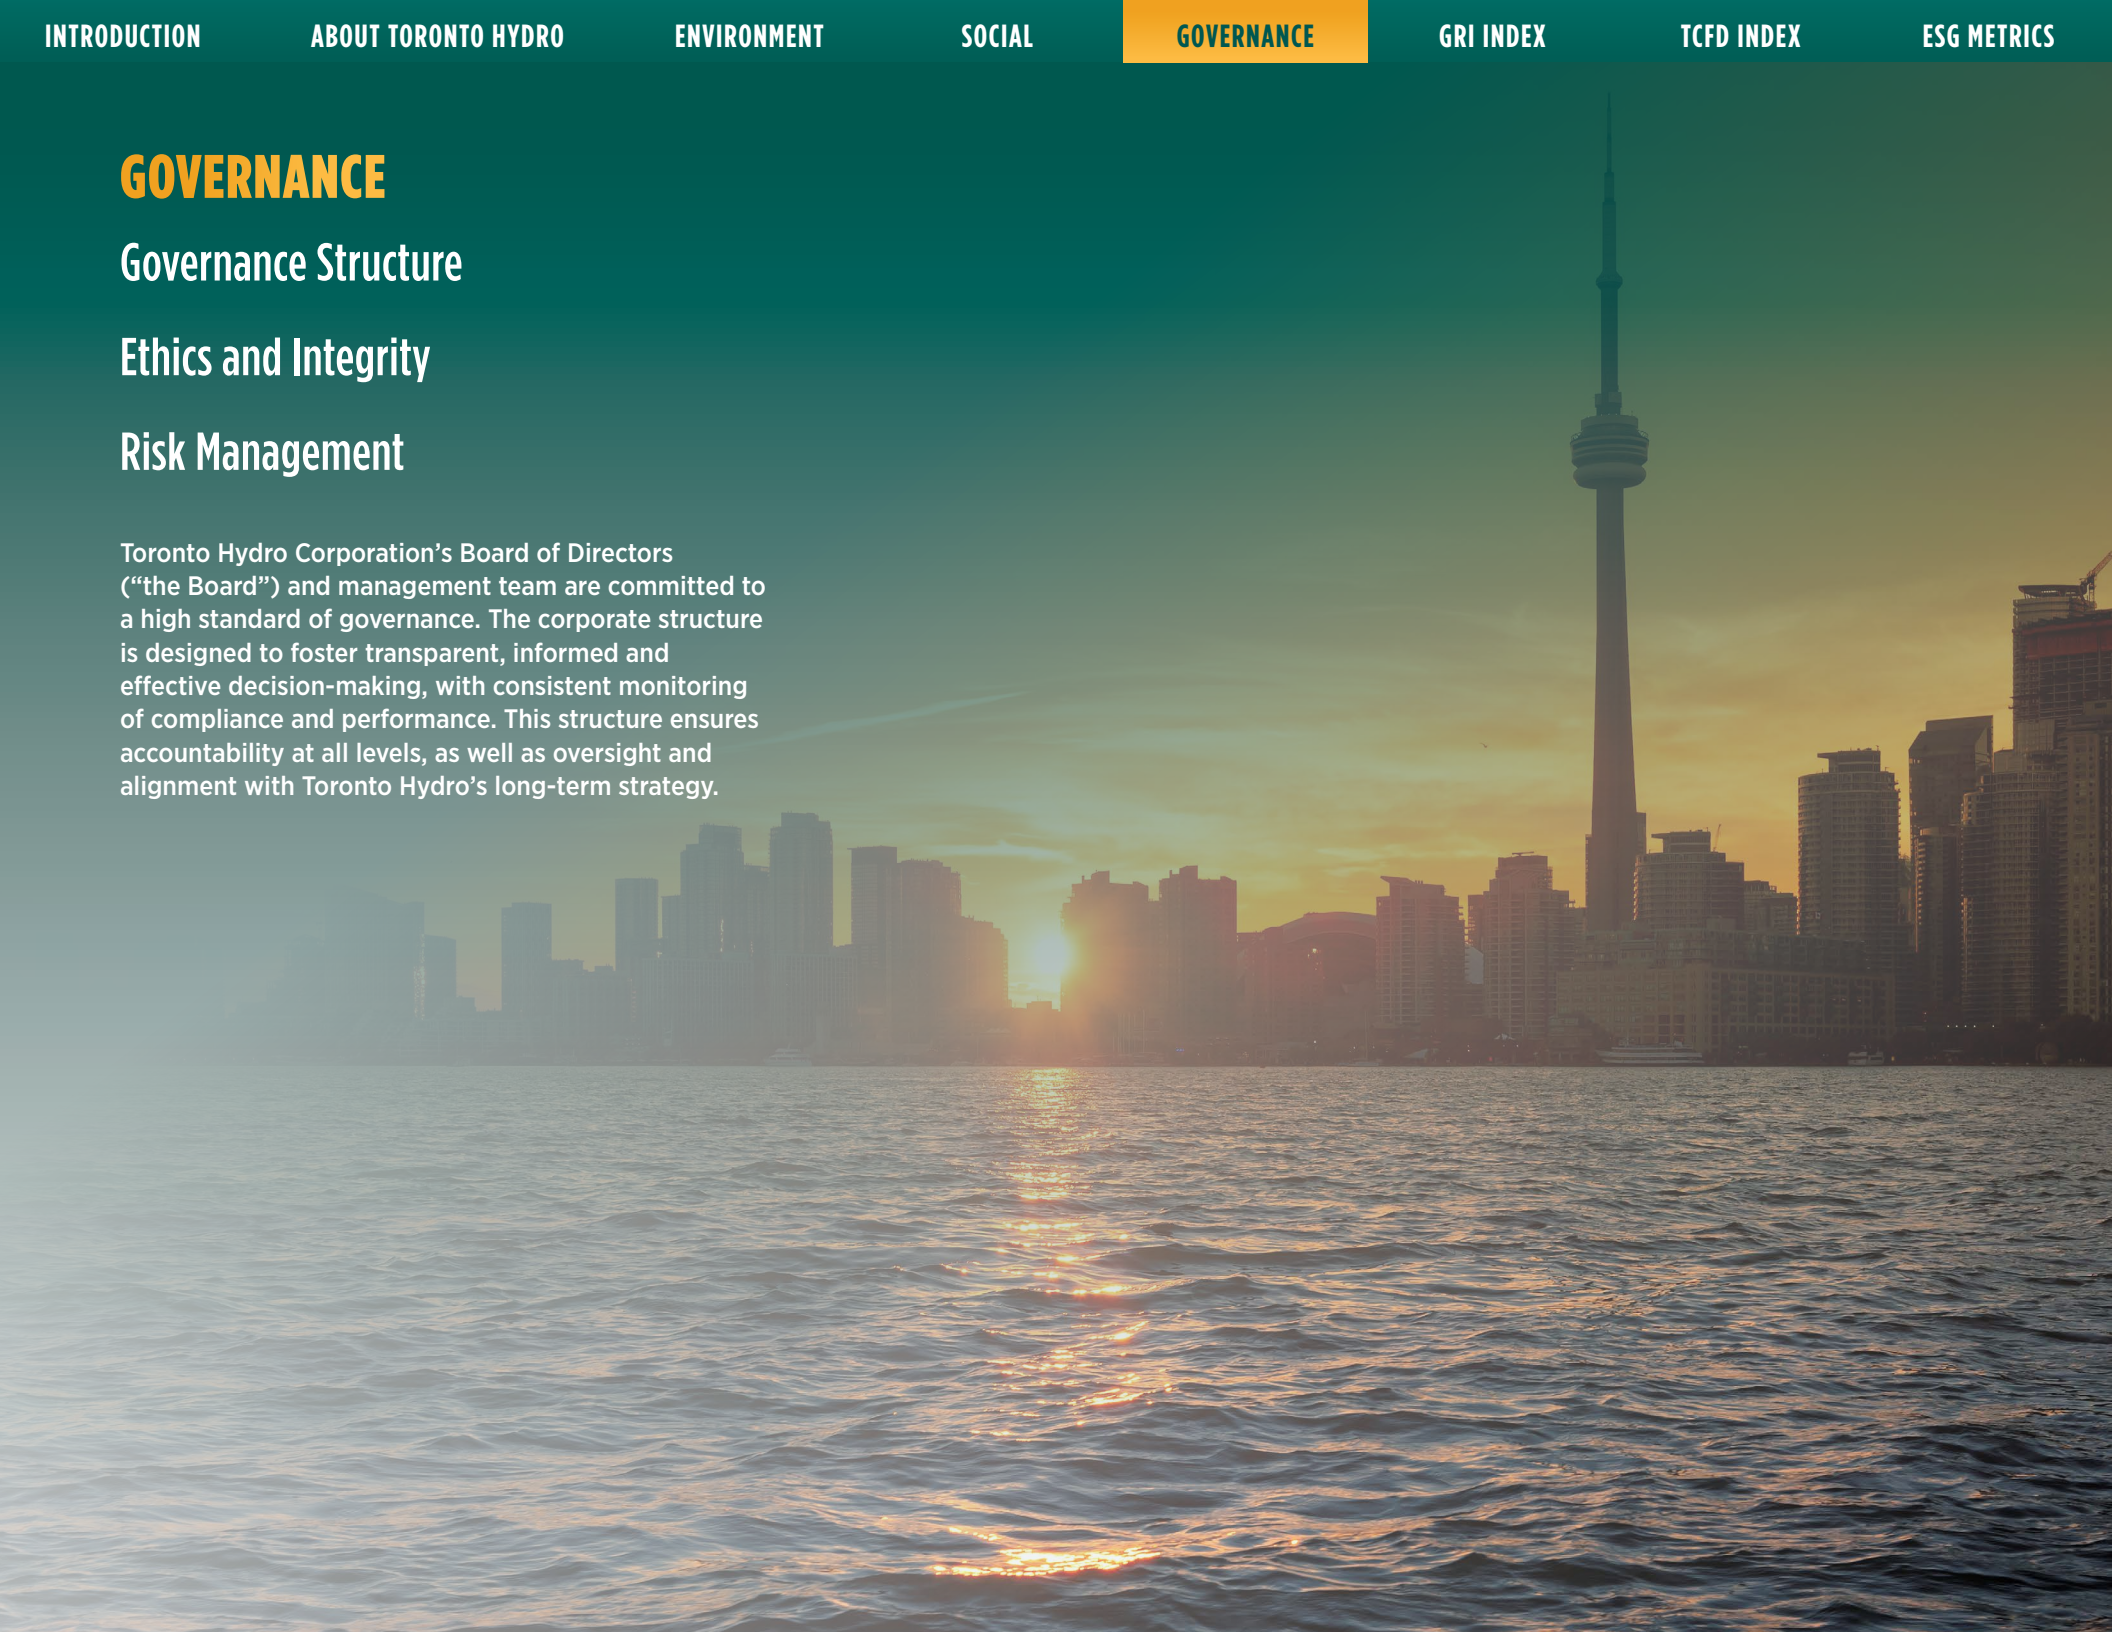 INTRODUCTION ABOUT TORONTO HYDRO ENVIRONMENT SOCIAL GOVERNANCE GRI INDEX TCFD INDEX ESG METRICS
GOVERNANCE
Governance Structure
Ethics and Integrity
Risk Management
Toronto Hydro Corporation’s Board of Directors
(“the Board”) and management team are committed to
a high standard of governance. The corporate structure
is designed to foster transparent, informed and
effective decision-making, with consistent monitoring
of compliance and performance. This structure ensures
accountability at all levels, as well as oversight and
alignment with Toronto Hydro’s long-term strategy.